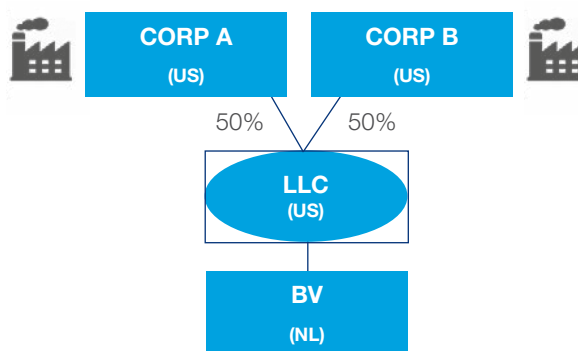 CORP A
(US)
CORP B
(US)
50%
50%
LLC
(US)
BV
(NL)